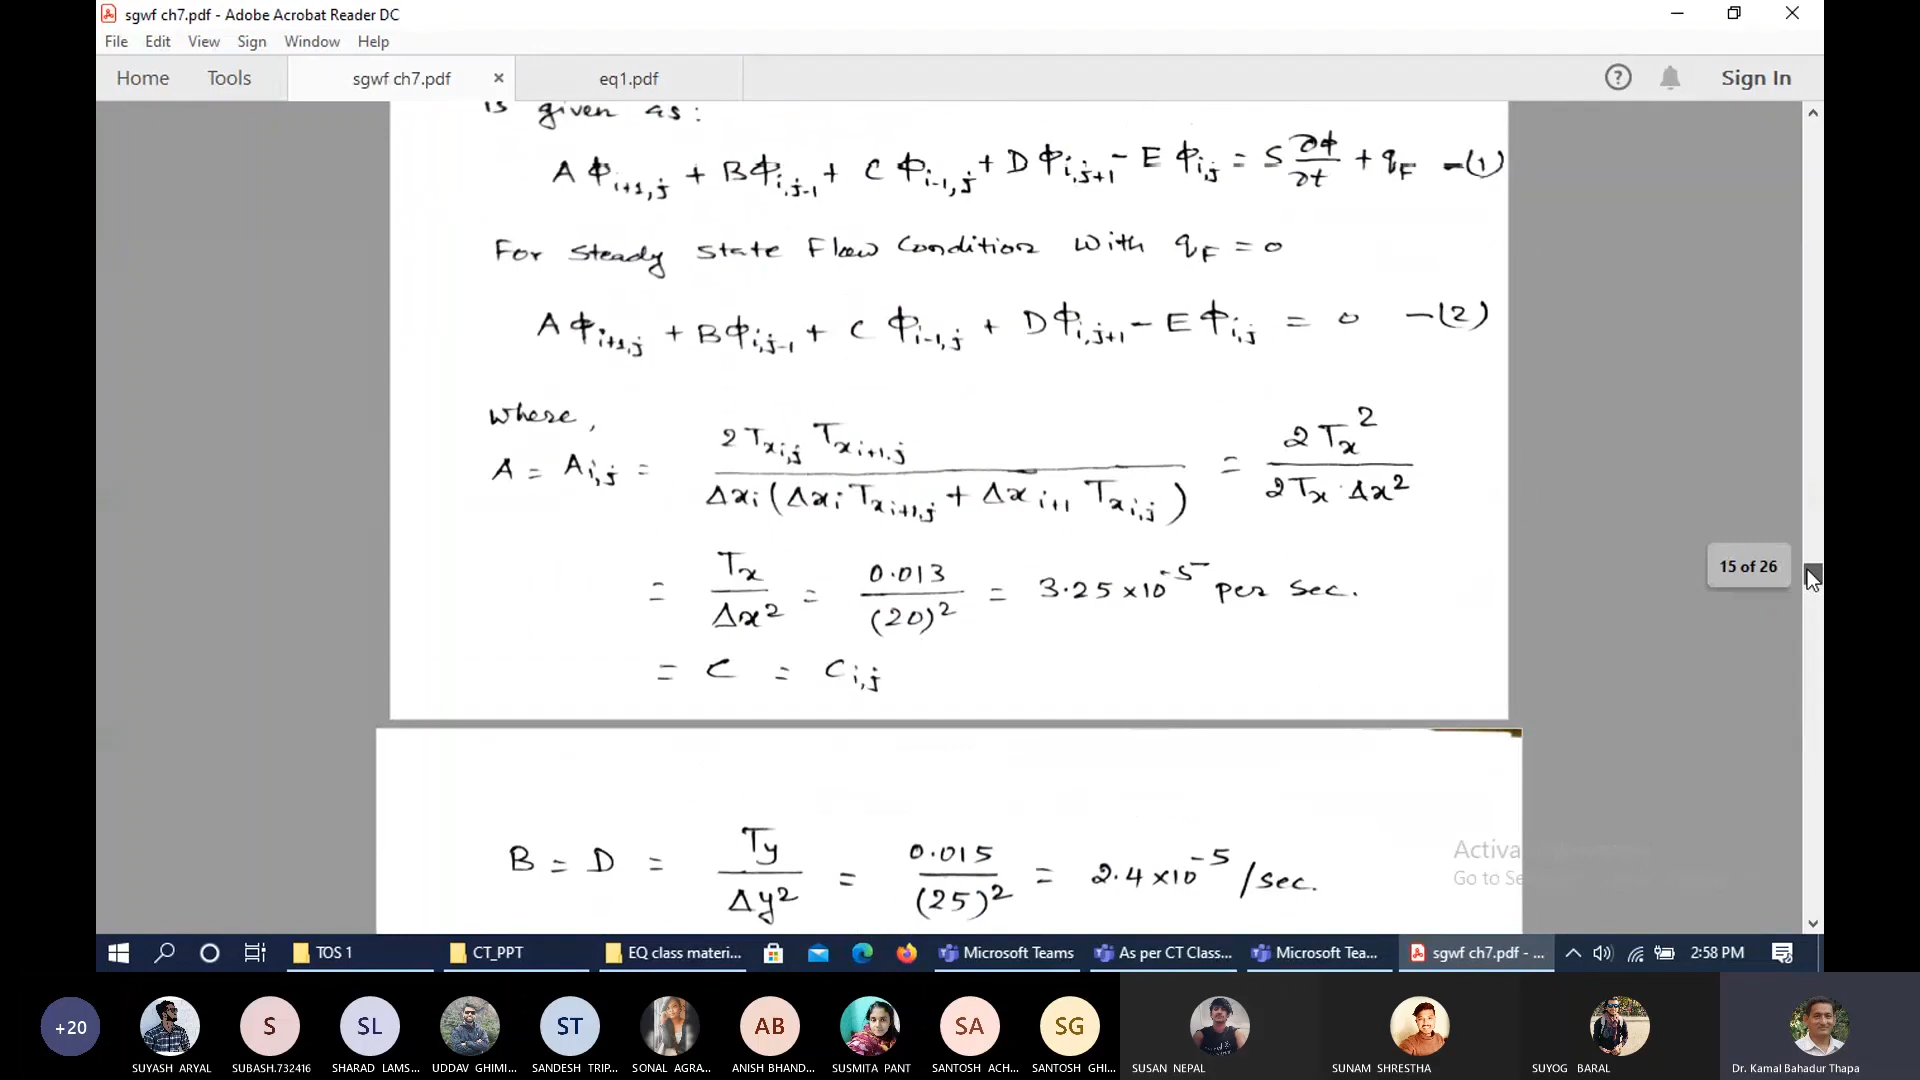 sgwf ch7.pdf - Adobe Acrobat Reader DC
File Edit View Sign Window Help
Home Tools sgwf ch7.pdf × eq1.pdf ? Sign In
is given as:
A Φi+1,j + BΦi,j-1 + C Φi-1,j + D Φi,j+1 - E Φi,j = S ∂Φ/∂t + qF -(1)
For steady state Flow condition with qF = 0
A Φi+1,j + BΦi,j-1 + C Φi-1,j + DΦi,j+1 - E Φi,j = 0 -(2)
where,
A = Ai,j = 2Txi,j Txi+1,j / Δxi(Δxi Txi+1,j + Δxi+1 Txi,j) = 2Tx² / 2Tx·Δx²
= Tx/Δx² = 0.013/(20)² = 3.25×10⁻⁵ per sec.
= C = Ci,j
15 of 26
B = D = Ty/Δy² = 0.015/(25)² = 2.4×10⁻⁵ /sec.
Activa
Go to Se
TOS 1 CT_PPT EQ class materi... Microsoft Teams As per CT Class... Microsoft Tea... sgwf ch7.pdf - ... 2:58 PM
+20 S SL ST AB SA SG
SUYASH ARYAL SUBASH.732416 SHARAD LAMS... UDDAV GHIMI... SANDESH TRIP... SONAL AGRA... ANISH BHAND... SUSMITA PANT SANTOSH ACH... SANTOSH GHI... SUSAN NEPAL SUNAM SHRESTHA SUYOG BARAL Dr. Kamal Bahadur Thapa